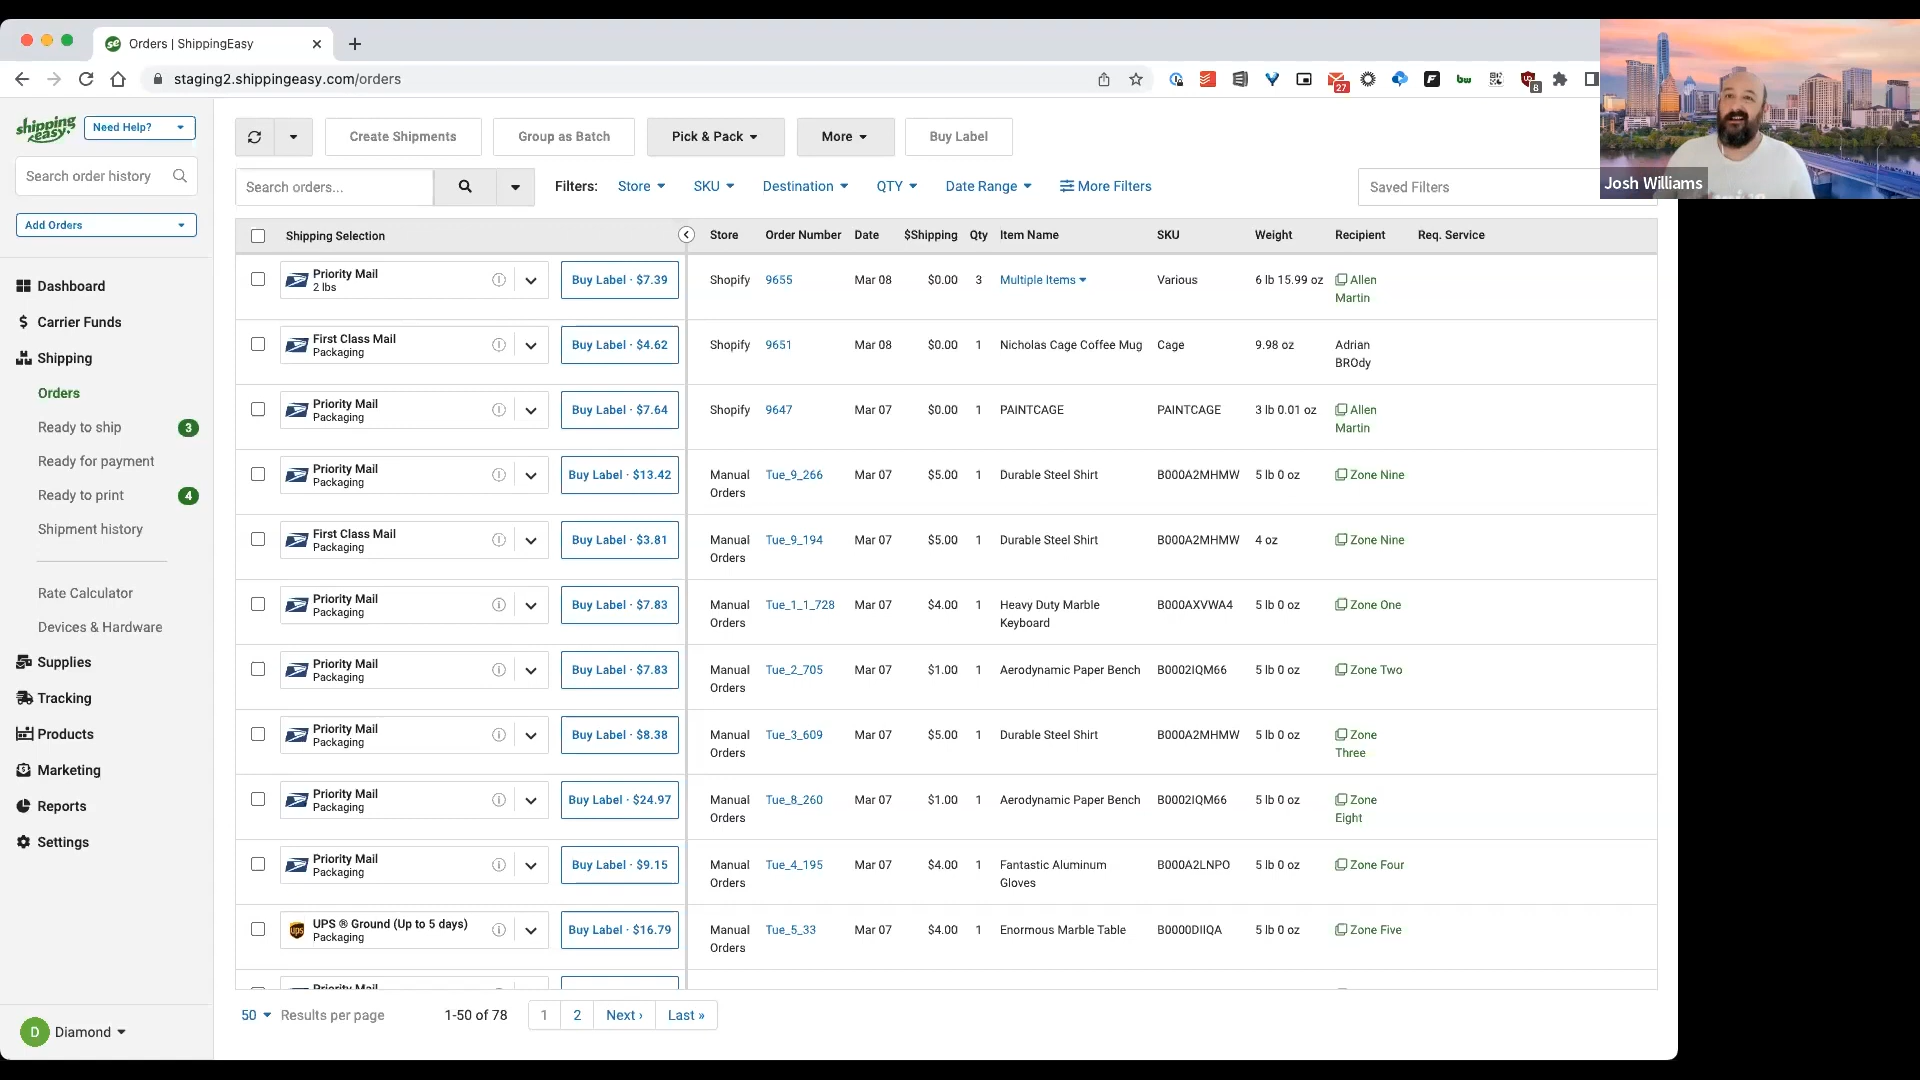 Orders | ShippingEasy
staging2.shippingeasy.com/orders
27
8
Josh Williams
shipping easy
Need Help?
Search order history
Add Orders
Dashboard
Carrier Funds
Shipping
Orders
Ready to ship 3
Ready for payment
Ready to print 4
Shipment history
Rate Calculator
Devices & Hardware
Supplies
Tracking
Products
Marketing
Reports
Settings
D Diamond
Create Shipments Group as Batch Pick & Pack More Buy Label
Search orders... Filters: Store SKU Destination QTY Date Range More Filters Saved Filters
Shipping Selection Store Order Number Date $Shipping Qty Item Name SKU Weight Recipient Req. Service
Priority Mail
2 lbs
Buy Label · $7.39 Shopify 9655 Mar 08 $0.00 3 Multiple Items Various 6 lb 15.99 oz Allen
Martin
First Class Mail
Packaging
Buy Label · $4.62 Shopify 9651 Mar 08 $0.00 1 Nicholas Cage Coffee Mug Cage 9.98 oz Adrian
BROdy
Priority Mail
Packaging
Buy Label · $7.64 Shopify 9647 Mar 07 $0.00 1 PAINTCAGE PAINTCAGE 3 lb 0.01 oz Allen
Martin
Priority Mail
Packaging
Buy Label · $13.42 Manual Tue_9_266 Mar 07 $5.00 1 Durable Steel Shirt B000A2MHMW 5 lb 0 oz Zone Nine
Orders
First Class Mail
Packaging
Buy Label · $3.81 Manual Tue_9_194 Mar 07 $5.00 1 Durable Steel Shirt B000A2MHMW 4 oz Zone Nine
Orders
Priority Mail
Packaging
Buy Label · $7.83 Manual Tue_1_1_728 Mar 07 $4.00 1 Heavy Duty Marble B000AXVWA4 5 lb 0 oz Zone One
Orders Keyboard
Priority Mail
Packaging
Buy Label · $7.83 Manual Tue_2_705 Mar 07 $1.00 1 Aerodynamic Paper Bench B0002IQM66 5 lb 0 oz Zone Two
Orders
Priority Mail
Packaging
Buy Label · $8.38 Manual Tue_3_609 Mar 07 $5.00 1 Durable Steel Shirt B000A2MHMW 5 lb 0 oz Zone
Orders Three
Priority Mail
Packaging
Buy Label · $24.97 Manual Tue_8_260 Mar 07 $1.00 1 Aerodynamic Paper Bench B0002IQM66 5 lb 0 oz Zone
Orders Eight
Priority Mail
Packaging
Buy Label · $9.15 Manual Tue_4_195 Mar 07 $4.00 1 Fantastic Aluminum B000A2LNPO 5 lb 0 oz Zone Four
Orders Gloves
UPS ® Ground (Up to 5 days)
Packaging
Buy Label · $16.79 Manual Tue_5_33 Mar 07 $4.00 1 Enormous Marble Table B0000DIIQA 5 lb 0 oz Zone Five
Orders
Priority Mail
50 Results per page 1-50 of 78 1 2 Next › Last »